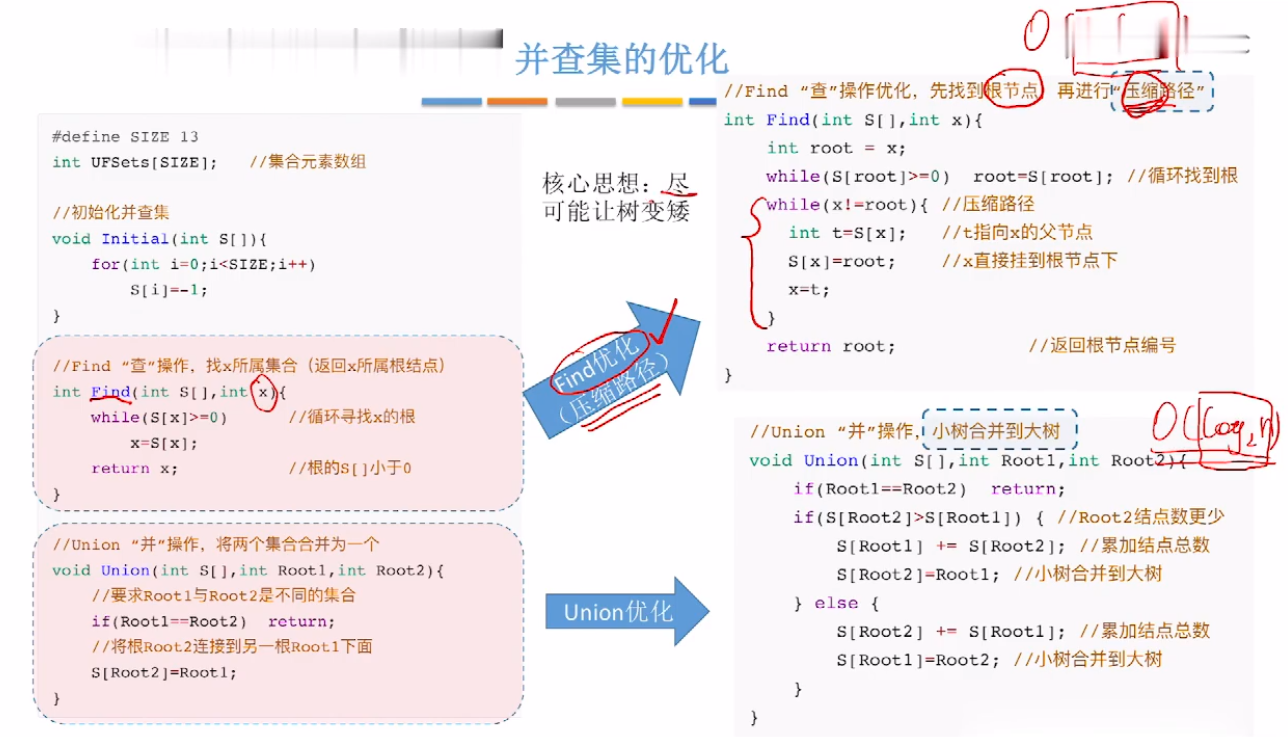 并查集的优化
#define SIZE 13
int UFSets[SIZE];   //集合元素数组
//初始化并查集
void Initial(int S[]){
for(int i=0;i<SIZE;i++)
S[i]=-1;
}
//Find “查”操作，找x所属集合（返回x所属根结点）
int Find(int S[],int x){
while(S[x]>=0)      //循环寻找x的根
x=S[x];
return x;           //根的S[]小于0
}
//Union “并”操作，将两个集合合并为一个
void Union(int S[],int Root1,int Root2){
//要求Root1与Root2是不同的集合
if(Root1==Root2)  return;
//将根Root2连接到另一根Root1下面
S[Root2]=Root1;
}
核心思想：尽
可能让树变矮
Find优化
（压缩路径）
Union优化
O
//Find “查”操作优化，先找到根节点，再进行“压缩路径”
int Find(int S[],int x){
int root = x;
while(S[root]>=0)  root=S[root]; //循环找到根
while(x!=root){ //压缩路径
int t=S[x];   //t指向x的父节点
S[x]=root;    //x直接挂到根节点下
x=t;
}
return root;            //返回根节点编号
}
//Union “并”操作，小树合并到大树
O(log₂n)
void Union(int S[],int Root1,int Root2){
if(Root1==Root2)  return;
if(S[Root2]>S[Root1]) { //Root2结点数更少
S[Root1] += S[Root2]; //累加结点总数
S[Root2]=Root1; //小树合并到大树
} else {
S[Root2] += S[Root1]; //累加结点总数
S[Root1]=Root2; //小树合并到大树
}
}